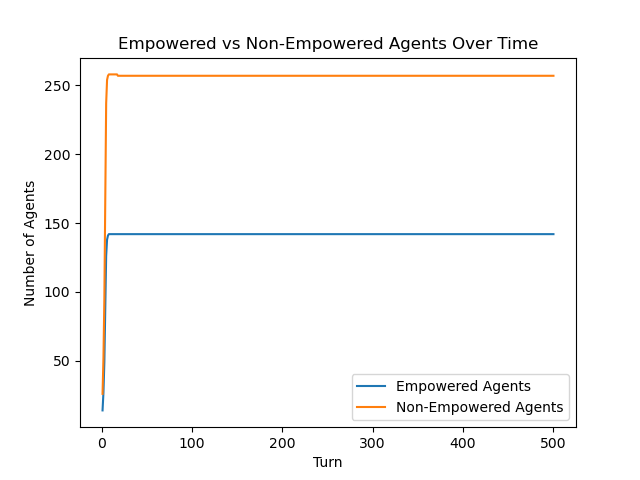 Empowered vs Non-Empowered Agents Over Time
Number of Agents
250
200
150
100
50
0 100 200 300 400 500
Turn
Empowered Agents
Non-Empowered Agents